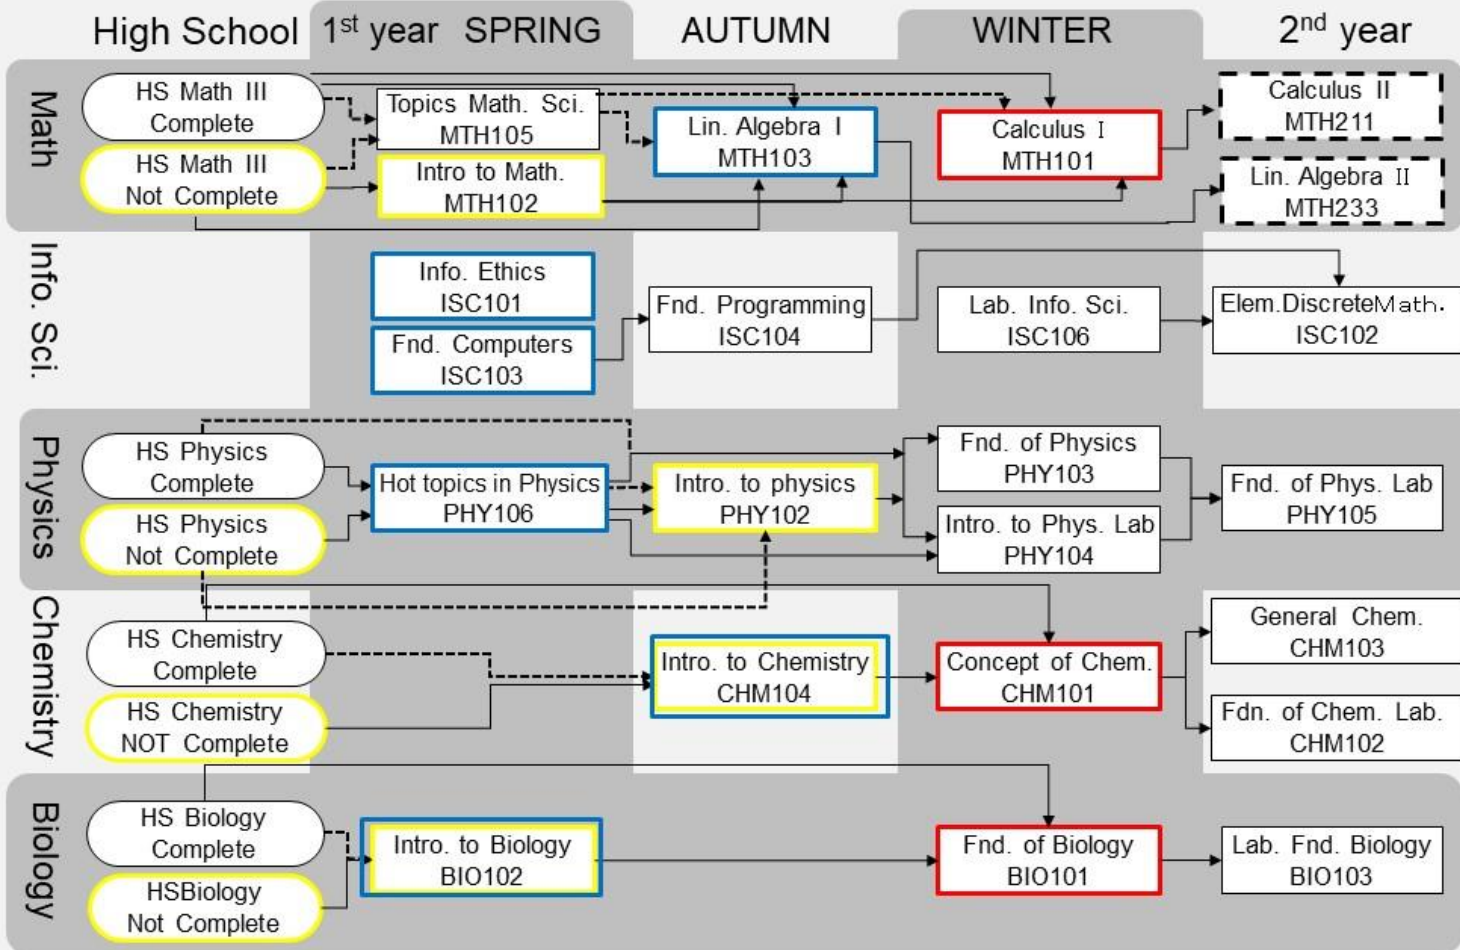 High School 1st year SPRING AUTUMN WINTER 2nd year
Math
HS Math III
Complete
HS Math III
Not Complete
Topics Math. Sci.
MTH105
Intro to Math.
MTH102
Lin. Algebra I
MTH103
Calculus I
MTH101
Calculus II
MTH211
Lin. Algebra II
MTH233
Info. Sci.
Info. Ethics
ISC101
Fnd. Computers
ISC103
Fnd. Programming
ISC104
Lab. Info. Sci.
ISC106
Elem.DiscreteMath.
ISC102
Physics
HS Physics
Complete
HS Physics
Not Complete
Hot topics in Physics
PHY106
Intro. to physics
PHY102
Fnd. of Physics
PHY103
Intro. to Phys. Lab
PHY104
Fnd. of Phys. Lab
PHY105
Chemistry
HS Chemistry
Complete
HS Chemistry
NOT Complete
Intro. to Chemistry
CHM104
Concept of Chem.
CHM101
General Chem.
CHM103
Fdn. of Chem. Lab.
CHM102
Biology
HS Biology
Complete
HSBiology
Not Complete
Intro. to Biology
BIO102
Fnd. of Biology
BIO101
Lab. Fnd. Biology
BIO103